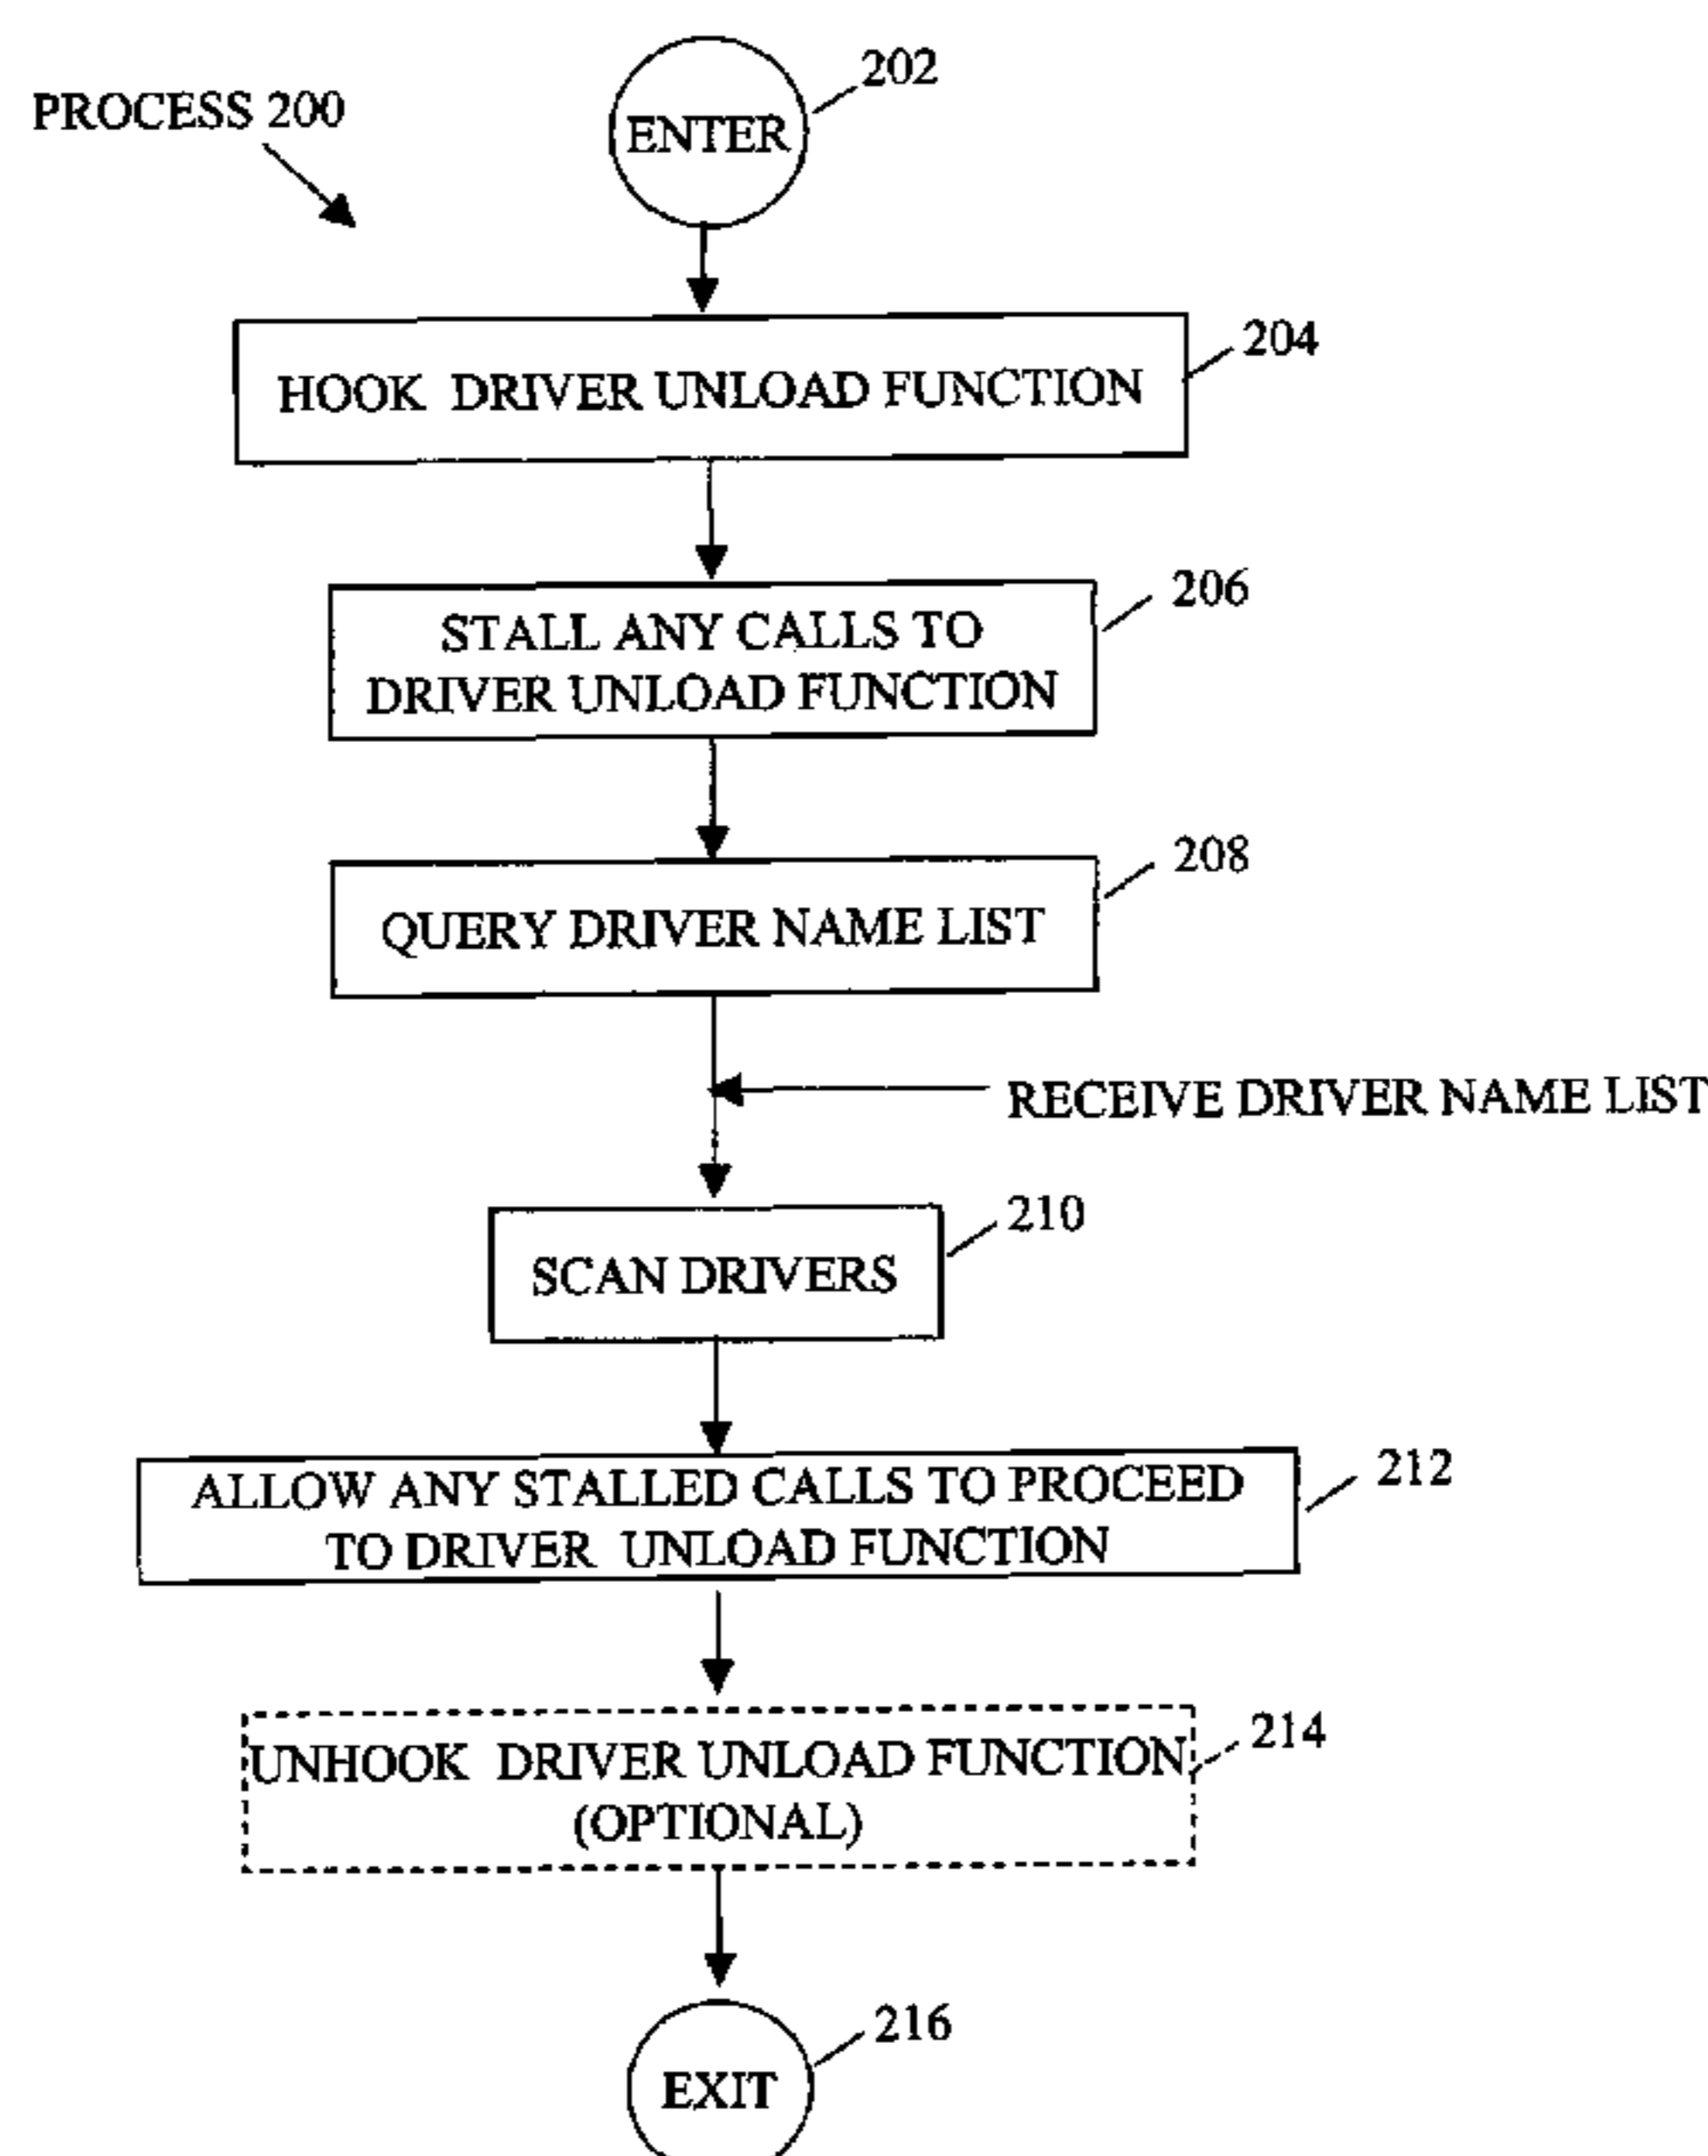 PROCESS 200
202
ENTER
204
HOOK DRIVER UNLOAD FUNCTION
206
STALL ANY CALLS TO
DRIVER UNLOAD FUNCTION
208
QUERY DRIVER NAME LIST
RECEIVE DRIVER NAME LIST
210
SCAN DRIVERS
212
ALLOW ANY STALLED CALLS TO PROCEED
TO DRIVER UNLOAD FUNCTION
214
UNHOOK DRIVER UNLOAD FUNCTION
(OPTIONAL)
216
EXIT